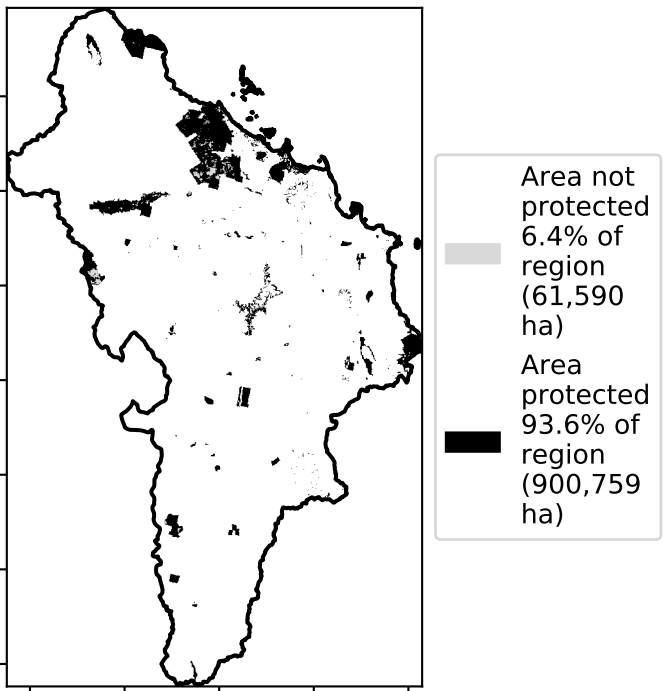 Area not
protected
6.4% of
region
(61,590
ha)
Area
protected
93.6% of
region
(900,759
ha)